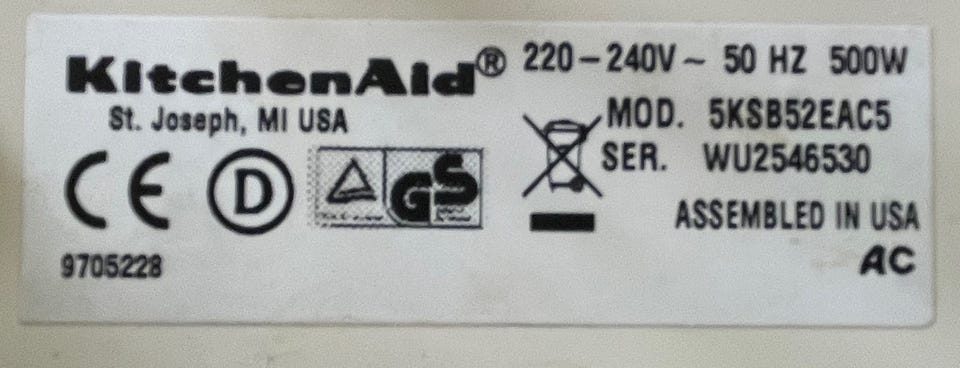 KitchenAid® 220-240V~ 50 HZ 500W
St. Joseph, MI USA
MOD. 5KSB52EAC5
SER. WU2546530
CE D GS
ASSEMBLED IN USA
9705228
AC